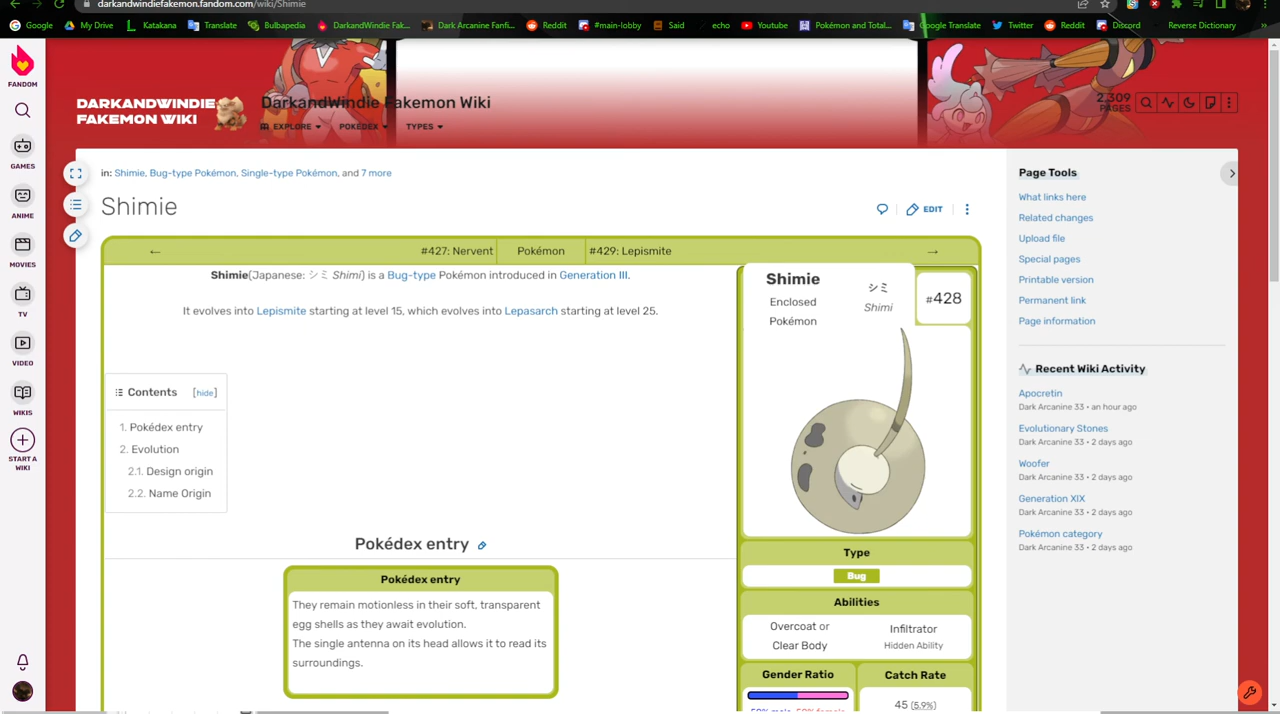 darkandwindiefakemon.fandom.com/wiki/Shimie
Google My Drive Katakana Translate Bulbapedia DarkandWindie Fak... Dark Arcanine Fanfi... Reddit #main-lobby Said echo YouTube Pokémon and Total... Google Translate Twitter Reddit Discord Reverse Dictionary »
FANDOM
GAMES
ANIME
MOVIES
TV
VIDEO
WIKIS
START A
WIKI
DARKANDWINDIE
FAKEMON WIKI
DarkandWindie Fakemon Wiki
EXPLORE POKÉDEX TYPES
2,309
PAGES
in: Shimie, Bug-type Pokémon, Single-type Pokémon, and 7 more
Shimie
EDIT
← #427: Nervent Pokémon #429: Lepismite →
Shimie(Japanese: シミ Shimi) is a Bug-type Pokémon introduced in Generation III.
It evolves into Lepismite starting at level 15, which evolves into Lepasarch starting at level 25.
Contents [hide]
1. Pokédex entry
2. Evolution
2.1. Design origin
2.2. Name Origin
Pokédex entry
Pokédex entry
They remain motionless in their soft, transparent
egg shells as they await evolution.
The single antenna on its head allows it to read its
surroundings.
Shimie
Enclosed
Pokémon
シミ
Shimi
#428
Type
Bug
Abilities
Overcoat or
Clear Body
Infiltrator
Hidden Ability
Gender Ratio
50% male, 50% female
Catch Rate
45 (5.9%)
Page Tools
What links here
Related changes
Upload file
Special pages
Printable version
Permanent link
Page information
Recent Wiki Activity
Apocretin
Dark Arcanine 33 • an hour ago
Evolutionary Stones
Dark Arcanine 33 • 2 days ago
Woofer
Dark Arcanine 33 • 2 days ago
Generation XIX
Dark Arcanine 33 • 2 days ago
Pokémon category
Dark Arcanine 33 • 2 days ago